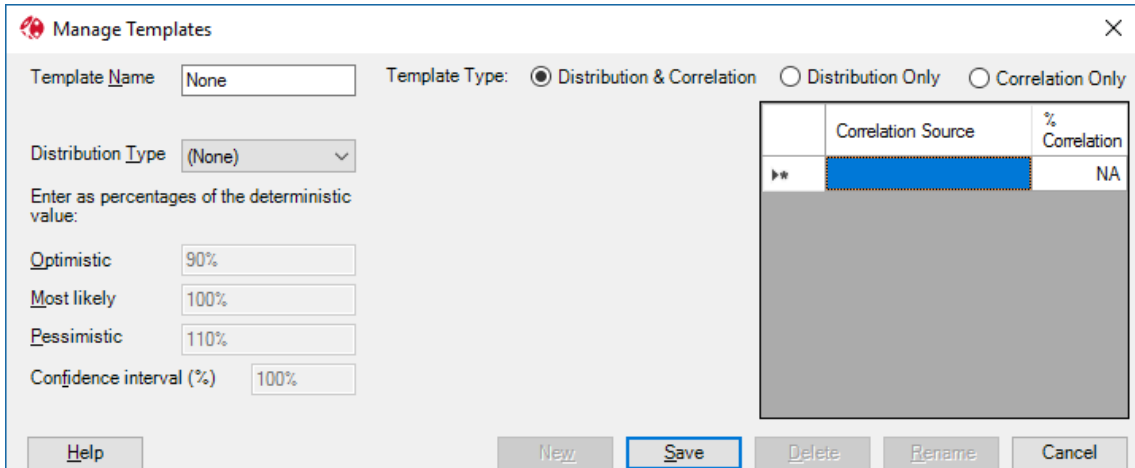 Manage Templates
Template Name None Template Type: Distribution & Correlation Distribution Only Correlation Only
Correlation Source % Correlation
NA
Distribution Type (None)
Enter as percentages of the deterministic
value:
Optimistic 90%
Most likely 100%
Pessimistic 110%
Confidence interval (%) 100%
Help New Save Delete Rename Cancel